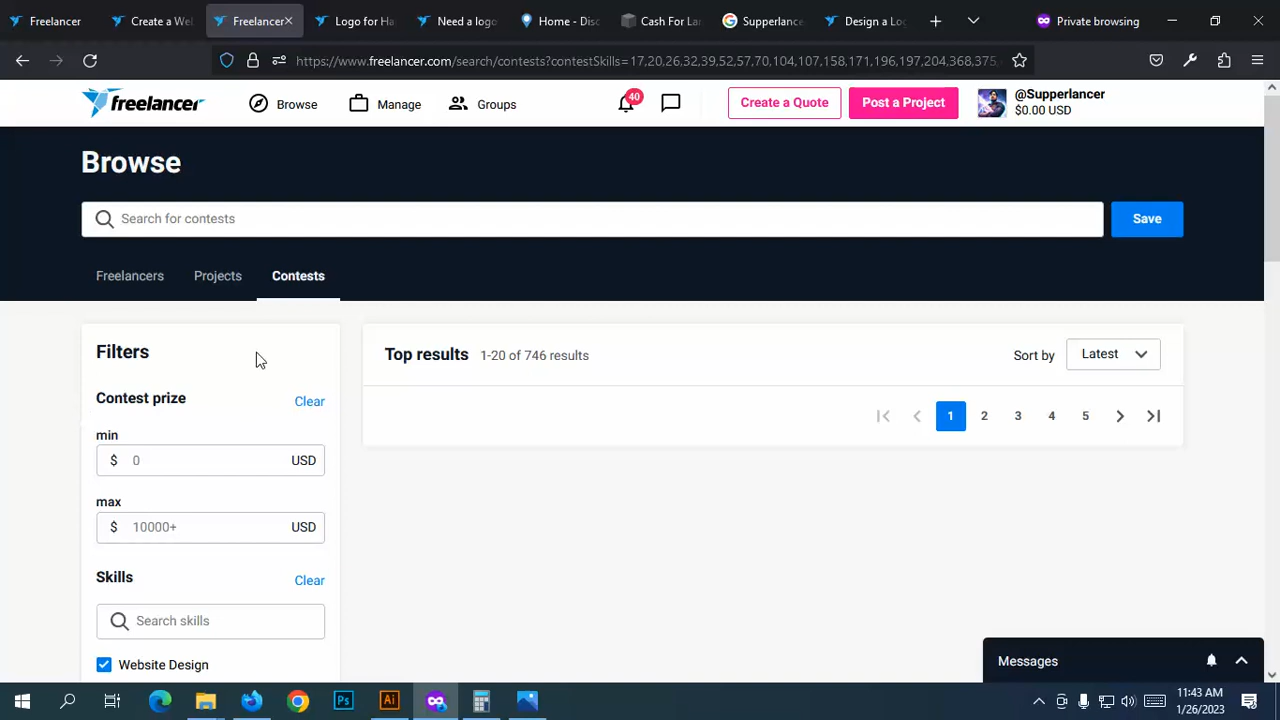 Freelancer
Create a Wel
Freelancer
Logo for Ha
Need a logo
Home - Disc
Cash For Lan
Supperlance
Design a Lo
Private browsing
https://www.freelancer.com/search/contests?contestSkills=17,20,26,32,39,52,57,70,104,107,158,171,196,197,204,368,375,
freelancer
Browse
Manage
Groups
40
Create a Quote
Post a Project
@Supperlancer
$0.00 USD
Browse
Search for contests
Save
Freelancers
Projects
Contests
Filters
Top results
1-20 of 746 results
Sort by
Latest
Contest prize
Clear
1
2
3
4
5
min
$ 0 USD
max
$ 10000+ USD
Skills
Clear
Search skills
Website Design
Messages
Ps
Ai
11:43 AM
1/26/2023